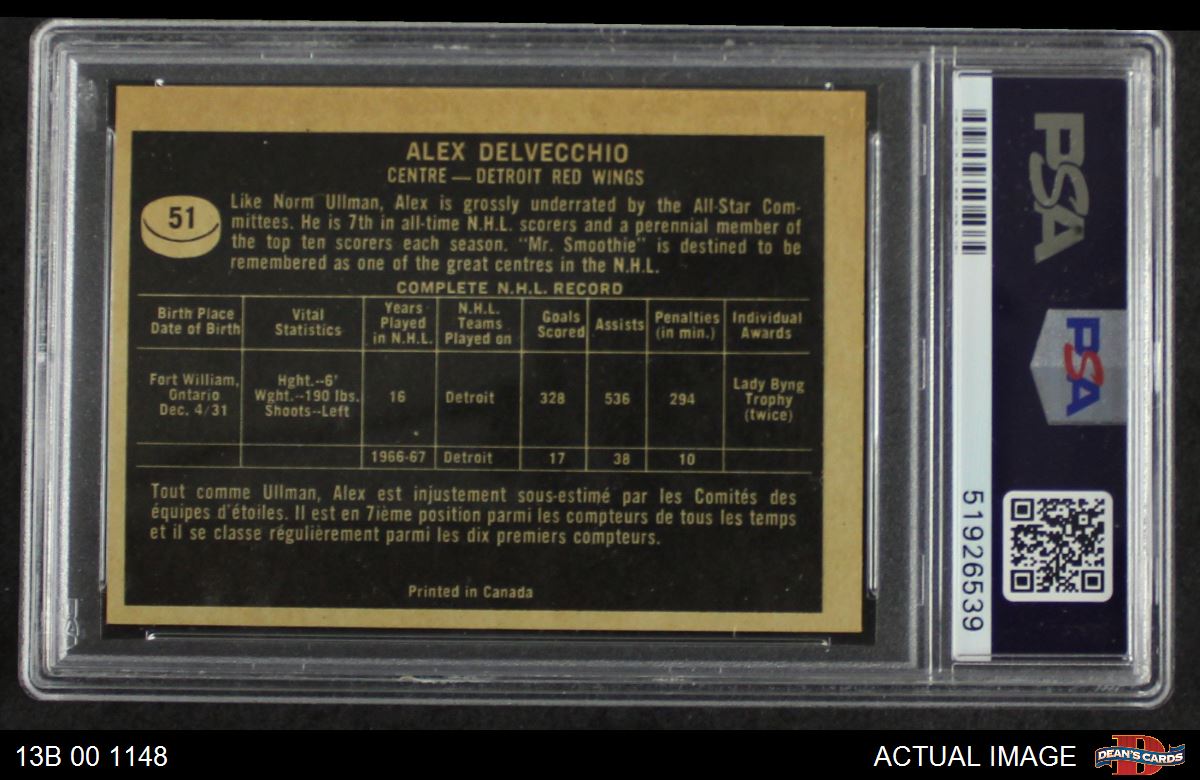 ALEX DELVECCHIO
CENTRE — DETROIT RED WINGS
51
Like Norm Ullman, Alex is grossly underrated by the All-Star Com-
mittees. He is 7th in all-time N.H.L. scorers and a perennial member of
the top ten scorers each season. "Mr. Smoothie" is destined to be
remembered as one of the great centres in the N.H.L.
COMPLETE N.H.L. RECORD
Birth Place
Date of Birth
Vital
Statistics
Years
Played
in N.H.L.
N.H.L.
Teams
Played on
Goals
Scored
Assists
Penalties
(in min.)
Individual
Awards
Fort William,
Ontario
Dec. 4/31
Hght.--6'
Wght.--190 lbs.
Shoots--Left
16
Detroit
328
536
294
Lady Byng
Trophy
(twice)
1966-67
Detroit
17
38
10
Tout comme Ullman, Alex est injustement sous-estimé par les Comités des
équipes d'étoiles. Il est en 7ième position parmi les compteurs de tous les temps
et il se classe régulièrement parmi les dix premiers compteurs.
Printed in Canada
PSA
PSA
51926539
13B 00 1148
ACTUAL IMAGE
DEAN'S CARDS